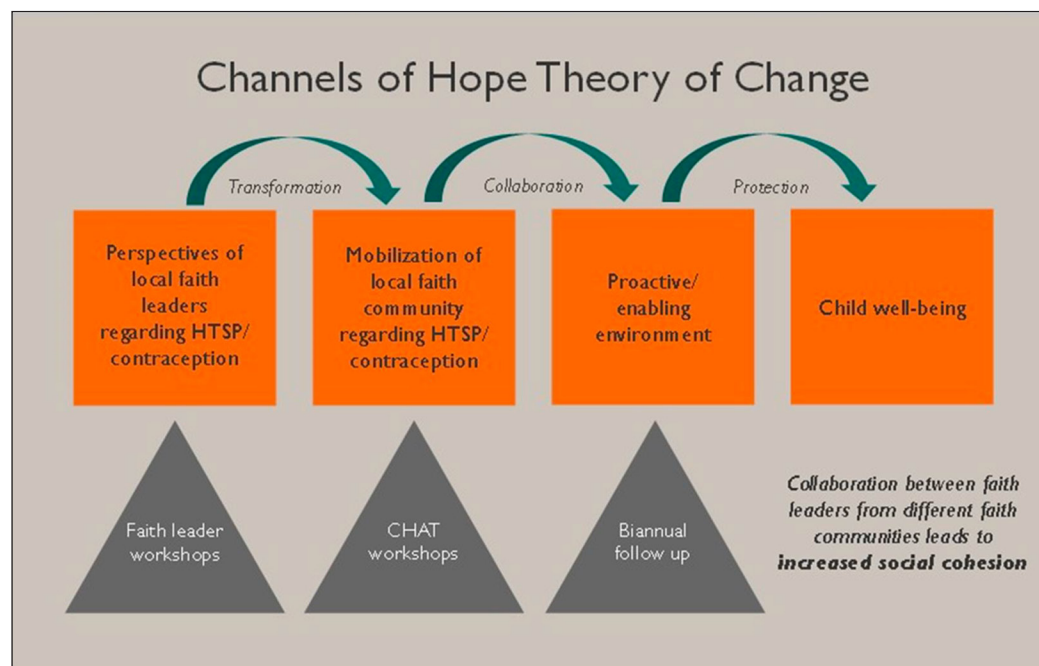 Channels of Hope Theory of Change
Transformation
Collaboration
Protection
Perspectives of
local faith
leaders
regarding HTSP/
contraception
Mobilization of
local faith
community
regarding HTSP/
contraception
Proactive/
enabling
environment
Child well-being
Faith leader
workshops
CHAT
workshops
Biannual
follow up
Collaboration between faith
leaders from different faith
communities leads to
increased social cohesion